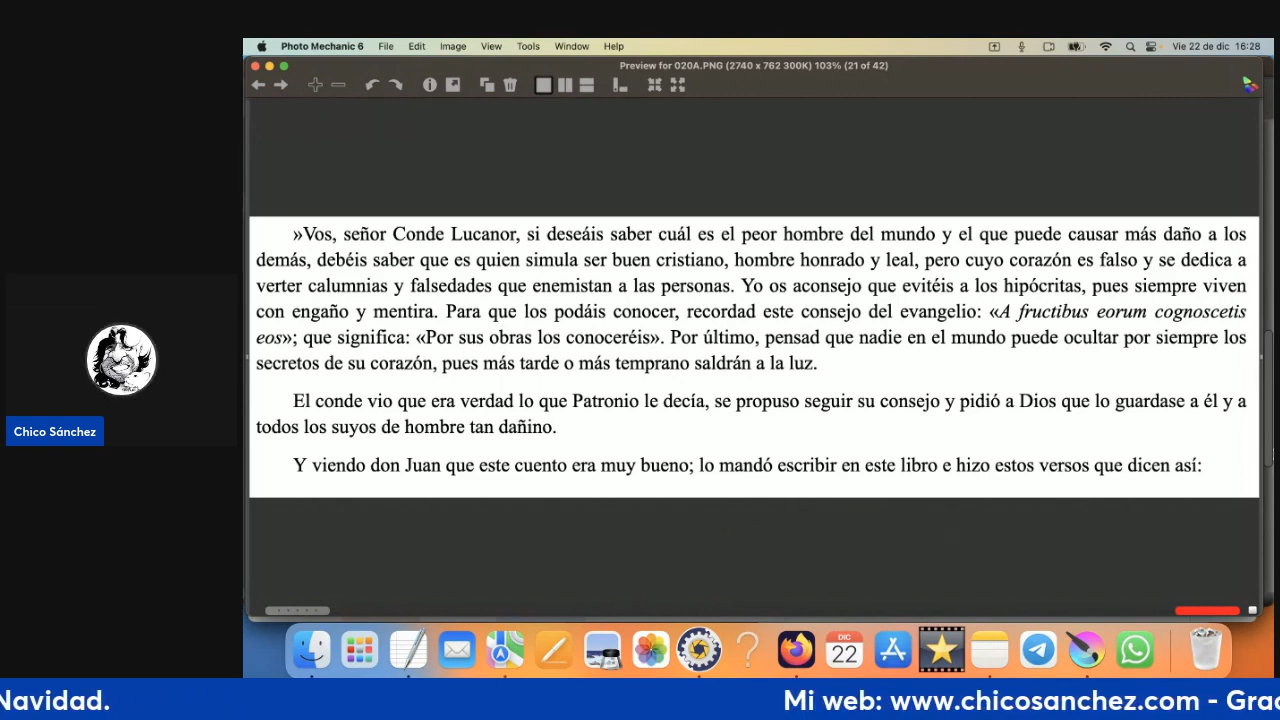 Photo Mechanic 6 File Edit Image View Tools Window Help Vie 22 de dic 16:28
Preview for 020A.PNG (2740 x 762 300K) 103% (21 of 42)
»Vos, señor Conde Lucanor, si deseáis saber cuál es el peor hombre del mundo y el que puede causar más daño a los
demás, debéis saber que es quien simula ser buen cristiano, hombre honrado y leal, pero cuyo corazón es falso y se dedica a
verter calumnias y falsedades que enemistan a las personas. Yo os aconsejo que evitéis a los hipócritas, pues siempre viven
con engaño y mentira. Para que los podáis conocer, recordad este consejo del evangelio: «A fructibus eorum cognoscetis
eos»; que significa: «Por sus obras los conoceréis». Por último, pensad que nadie en el mundo puede ocultar por siempre los
secretos de su corazón, pues más tarde o más temprano saldrán a la luz.
El conde vio que era verdad lo que Patronio le decía, se propuso seguir su consejo y pidió a Dios que lo guardase a él y a
todos los suyos de hombre tan dañino.
Y viendo don Juan que este cuento era muy bueno; lo mandó escribir en este libro e hizo estos versos que dicen así:
Chico Sánchez
DIC
22
Navidad. Mi web: www.chicosanchez.com - Grac